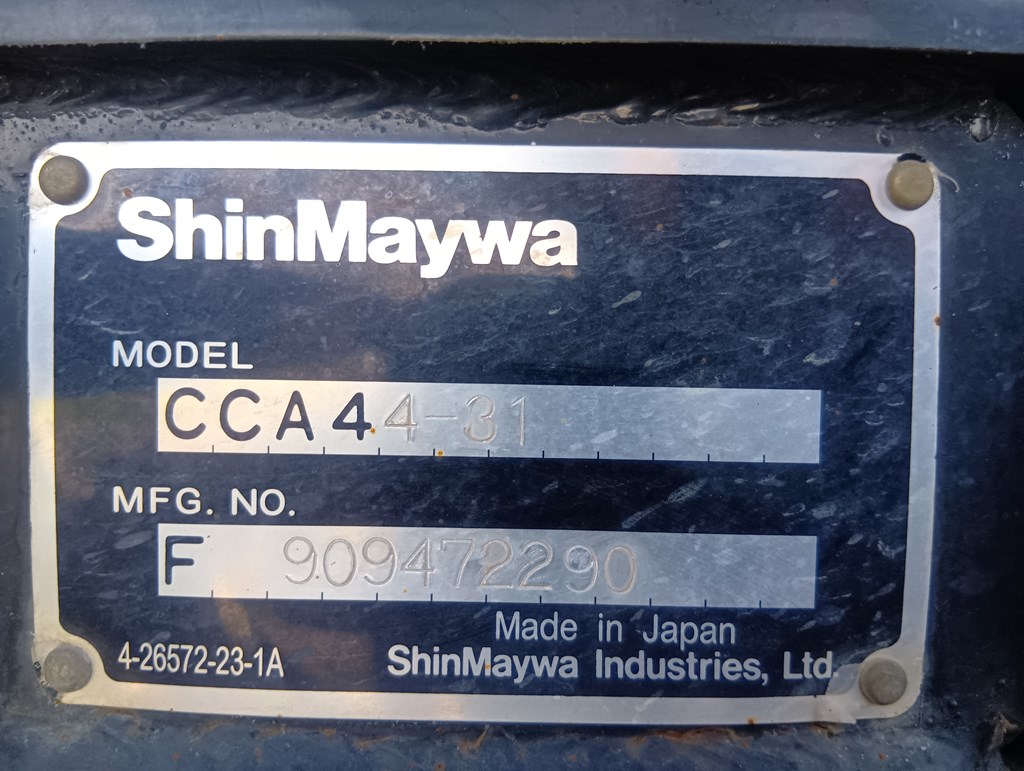 ShinMaywa
MODEL
CCA44-31
MFG. NO.
F 909472290
Made in Japan
4-26572-23-1A ShinMaywa Industries, Ltd.